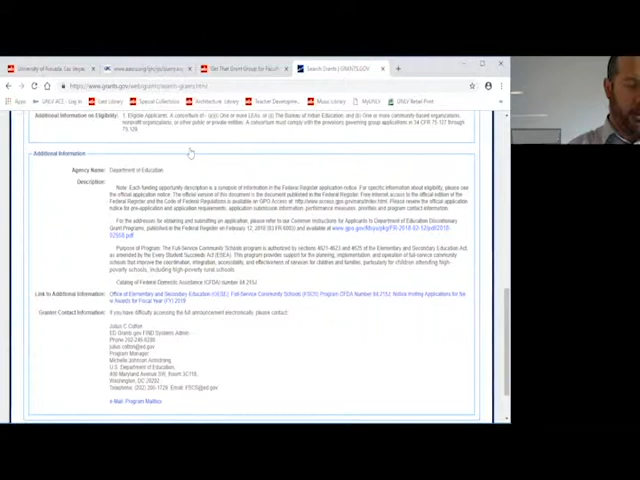 University of Nevada, Las Vegas
Get That Grant Group for Facult
Search Grants | GRANTS.GOV
https://www.grants.gov/web/grants/search-grants.html
Apps
UNLV ACE - Log in
Lied Library
Special Collections
Architecture Library
Teacher Developme
Music Library
MyUNLV
UNLV Retail Print
Additional Information on Eligibility: 1. Eligible Applicants: A consortium of-- (a)(i) One or more LEAs; or (ii) The Bureau of Indian Education; and (b) One or more community-based organizations,
nonprofit organizations, or other public or private entities. A consortium must comply with the provisions governing group applications in 34 CFR 75.127 through
75.129.
Additional Information
Agency Name: Department of Education
Description:
Note: Each funding opportunity description is a synopsis of information in the Federal Register application notice. For specific information about eligibility, please see
the official application notice. The official version of this document is the document published in the Federal Register. Free Internet access to the official edition of
the Federal Register and the Code of Federal Regulations is available on GPO Access at: http://www.access.gpo.gov/nara/index.html. Please review the official application
notice for pre-application and application requirements, application submission information, performance measures, priorities and program contact information.
For the addresses for obtaining and submitting an application, please refer to our Common Instructions for Applicants to Department of Education Discretionary
Grant Programs, published in the Federal Register on February 12, 2018 (83 FR 6003) and available at www.gpo.gov/fdsys/pkg/FR-2018-02-12/pdf/2018-
02558.pdf.
Purpose of Program: The Full-Service Community Schools program is authorized by sections 4621-4623 and 4625 of the Elementary and Secondary Education Act,
as amended by the Every Student Succeeds Act (ESEA). This program provides support for the planning, implementation, and operation of full-service community
schools that improve the coordination, integration, accessibility, and effectiveness of services for children and families, particularly for children attending high-
poverty schools, including high-poverty rural schools.
Catalog of Federal Domestic Assistance (CFDA) number 84.215J.
Link to Additional Information: Office of Elementary and Secondary Education (OESE): Full-Service Community Schools (FSCS) Program CFDA Number 84.215J; Notice Inviting Applications for Ne
w Awards for Fiscal Year (FY) 2019
Grantor Contact Information: If you have difficulty accessing the full announcement electronically, please contact:
Julius C Cotton
ED Grants.gov FIND Systems Admin.
Phone 202-245-6288
julius.cotton@ed.gov
Program Manager:
Michelle Johnson Armstrong,
U.S. Department of Education,
400 Maryland Avenue SW, Room 3C118,
Washington, DC 20202
Telephone: (202) 205-1729 Email: FSCS@ed.gov
e-Mail: Program Mailbox